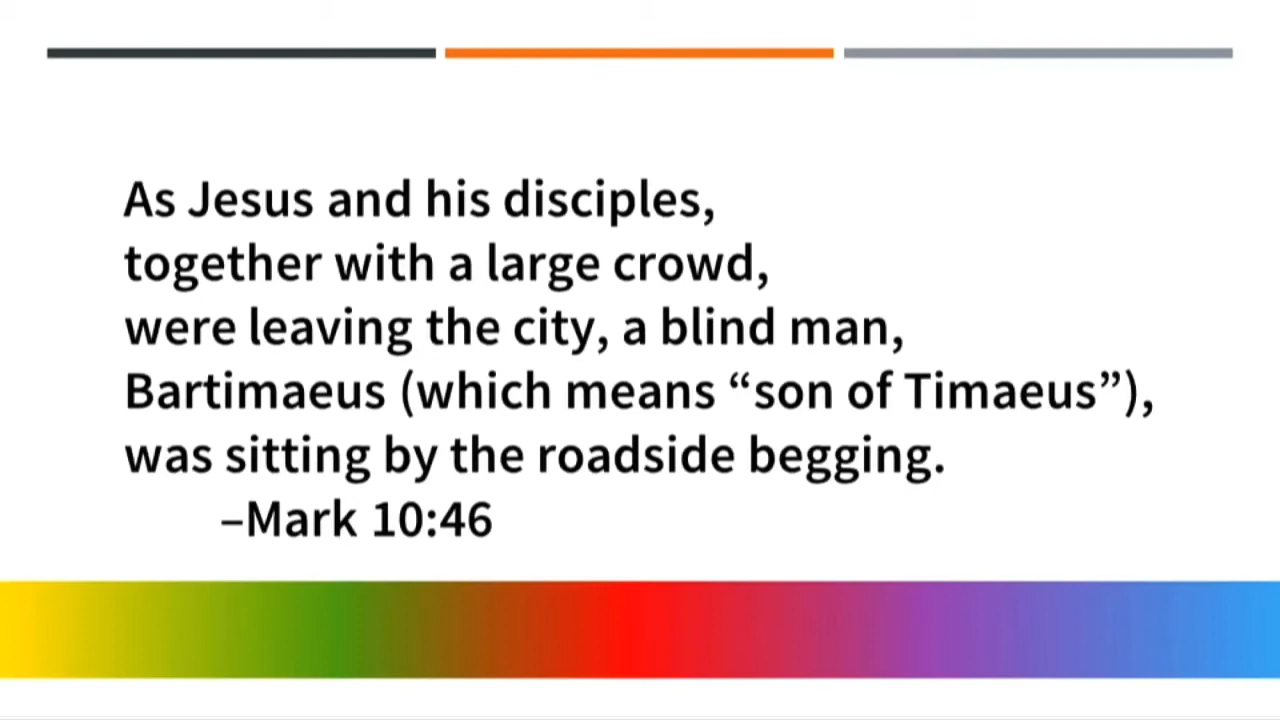 As Jesus and his disciples,
together with a large crowd,
were leaving the city, a blind man,
Bartimaeus (which means “son of Timaeus”),
was sitting by the roadside begging.
–Mark 10:46